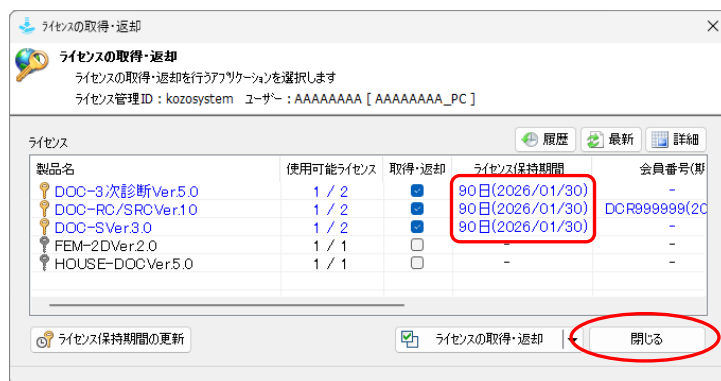 ライセンスの取得・返却
ライセンスの取得・返却
ライセンスの取得・返却を行うアプリケーションを選択します
ライセンス管理ID：kozosystem ユーザー：AAAAAAAA [ AAAAAAAA_PC ]
ライセンス 履歴 最新 詳細
製品名 使用可能ライセンス 取得・返却 ライセンス保持期間 会員番号(期
DOC-3次診断Ver.5.0 1 / 2 90日(2026/01/30) -
DOC-RC/SRCVer.10 1 / 2 90日(2026/01/30) DCR999999(20
DOC-SVer.3.0 1 / 2 90日(2026/01/30) -
FEM-2DVer.2.0 1 / 1 - -
HOUSE-DOCVer.5.0 1 / 1 - -
ライセンス保持期間の更新 ライセンスの取得・返却 閉じる